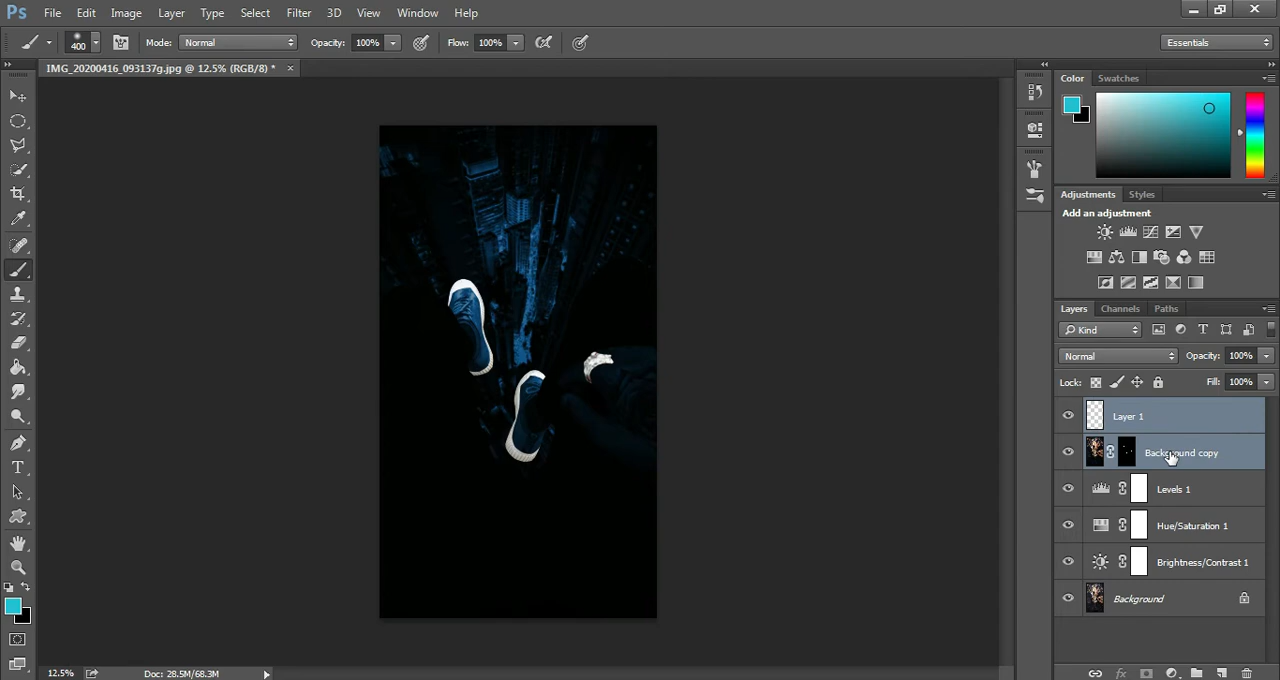 Ps File Edit Image Layer Type Select Filter 3D View Window Help
400 Mode: Normal Opacity: 100% Flow: 100% Essentials
IMG_20200416_093137g.jpg @ 12.5% (RGB/8) * ×
Color Swatches
Adjustments Styles
Add an adjustment
Layers Channels Paths
Kind
Normal Opacity: 100%
Lock: Fill: 100%
Layer 1
Background copy
Levels 1
Hue/Saturation 1
Brightness/Contrast 1
Background
12.5% Doc: 28.5M/68.3M